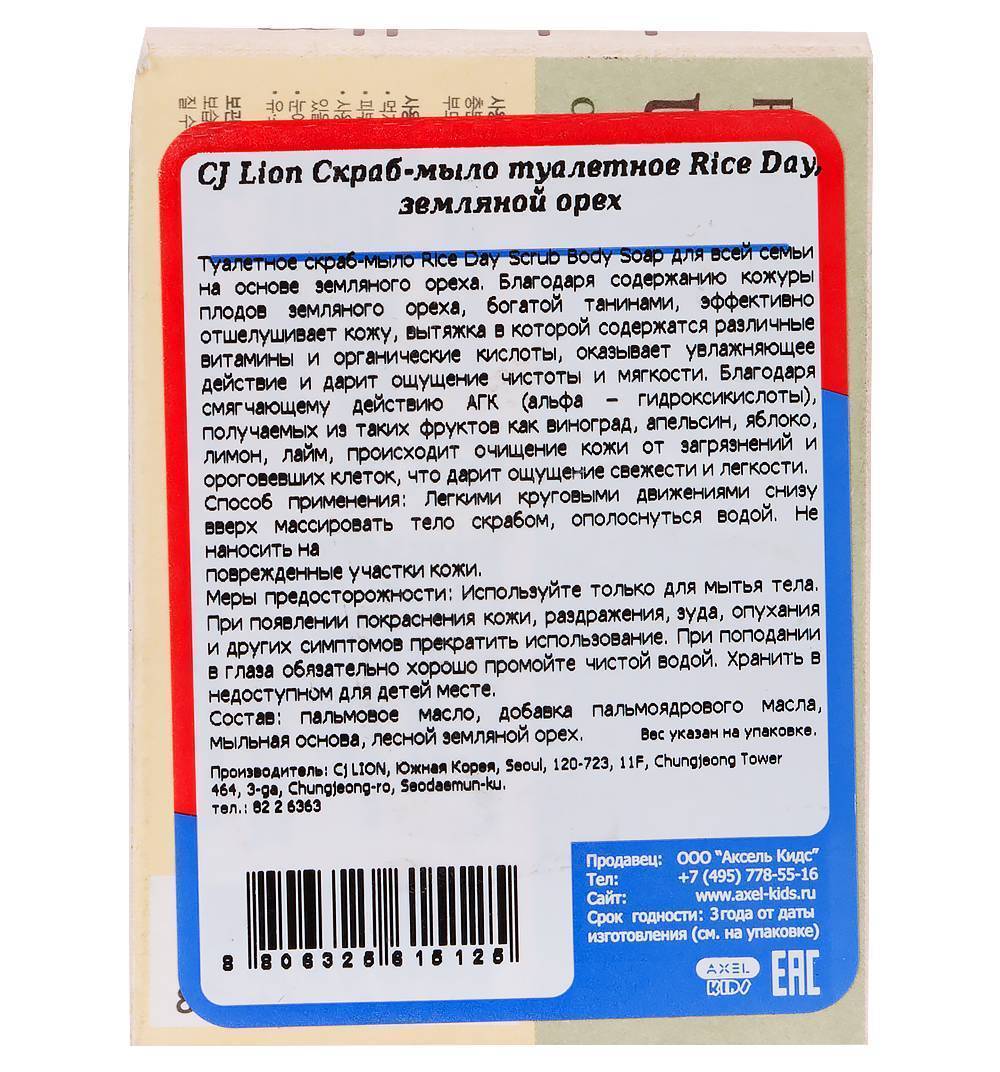 CJ Lion Скраб-мыло туалетное Rice Day,
земляной орех
Туалетное скраб-мыло Rice Day Scrub Body Soap для всей семьи
на основе земляного ореха. Благодаря содержанию кожуры
плодов земляного ореха, богатой танинами, эффективно
отшелушивает кожу, вытяжка в которой содержатся различные
витамины и органические кислоты, оказывает увлажняющее
действие и дарит ощущение чистоты и мягкости. Благодаря
смягчающему действию АГК (альфа – гидроксикислоты),
получаемых из таких фруктов как виноград, апельсин, яблоко,
лимон, лайм, происходит очищение кожи от загрязнений и
ороговевших клеток, что дарит ощущение свежести и легкости.
Способ применения: Легкими круговыми движениями снизу
вверх массировать тело скрабом, ополоснуться водой. Не
наносить на
поврежденные участки кожи.
Меры предосторожности: Используйте только для мытья тела.
При появлении покраснения кожи, раздражения, зуда, опухания
и других симптомов прекратить использование. При поподании
в глаза обязательно хорошо промойте чистой водой. Хранить в
недоступном для детей месте.
Состав: пальмовое масло, добавка пальмоядрового масла,
мыльная основа, лесной земляной орех. Вес указан на упаковке.
Производитель: Cj LION, Южная Корея, Seoul, 120-723, 11F, Chungjeong Tower
464, 3-ga, Chungjeong-ro, Seodaemun-ku.
тел.: 82 2 6363
Продавец: ООО "Аксель Кидс"
Тел: +7 (495) 778-55-16
Сайт: www.axel-kids.ru
Срок годности: 3 года от даты
изготовления (см. на упаковке)
8 806325 615125
AXEL
KIDS
EAC